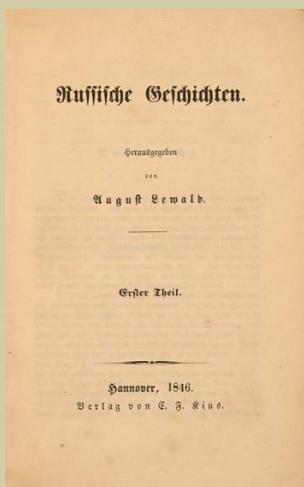 Russische Geschichten.
Herausgegeben
von
August Lewald.
Erster Theil.
Hannover, 1846.
Verlag von C. F. Kius.